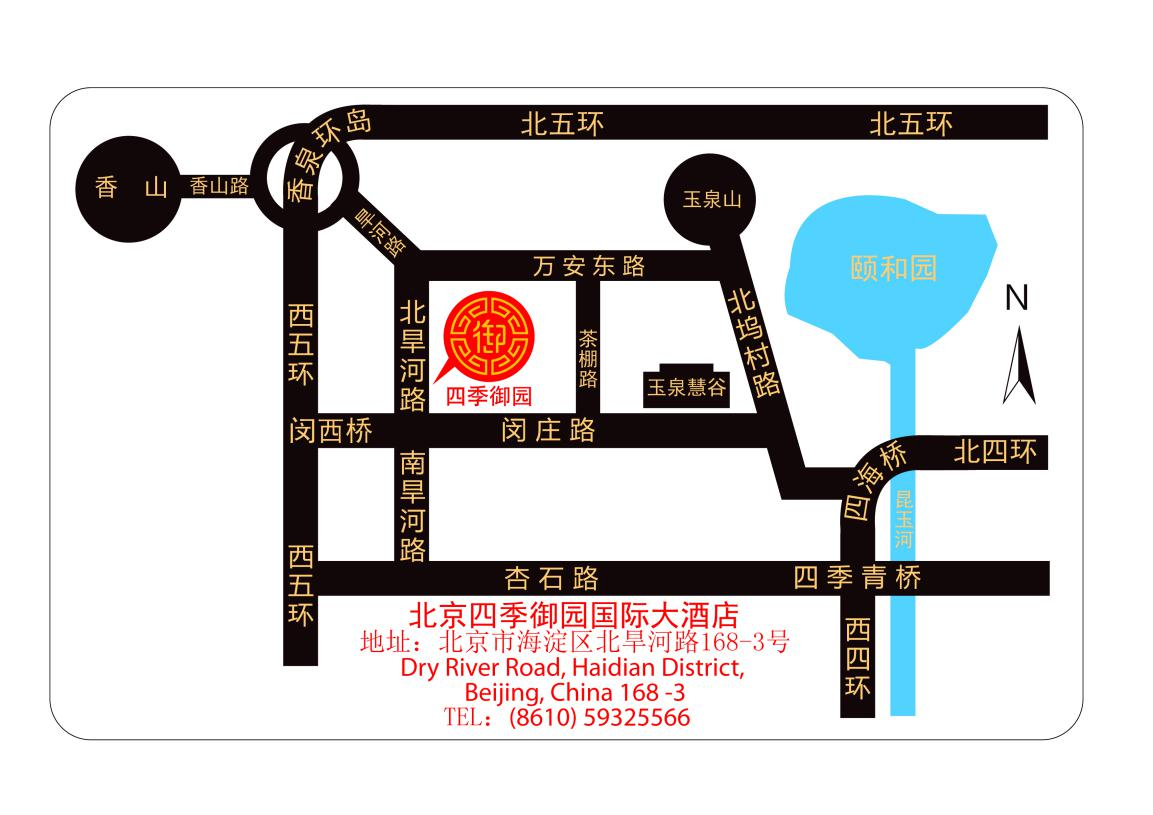 北五环
北五环
香泉环岛
香山
香山路
旱河路
玉泉山
万安东路
颐和园
N
西五环
北旱河路
御
四季御园
茶棚路
玉泉慧谷
北坞村路
闵西桥
闵庄路
南旱河路
四海桥
北四环
昆玉河
西五环
杏石路
四季青桥
西四环
北京四季御园国际大酒店
地址：北京市海淀区北旱河路168-3号
Dry River Road, Haidian District,
Beijing, China 168 -3
TEL：(8610) 59325566